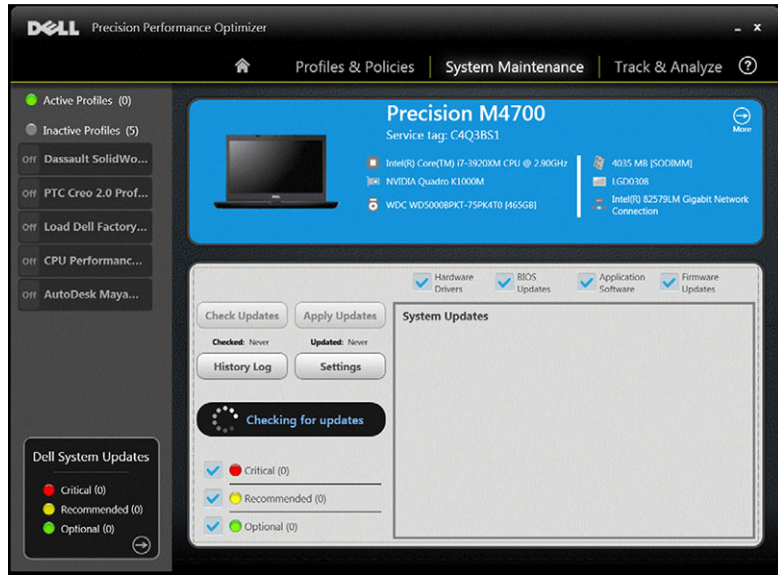 DELL Precision Performance Optimizer
Profiles & Policies System Maintenance Track & Analyze ?
Active Profiles (0)
Inactive Profiles (5)
Off Dassault SolidWo...
Off PTC Creo 2.0 Prof...
Off Load Dell Factory...
Off CPU Performanc...
Off AutoDesk Maya...
Dell System Updates
Critical (0)
Recommended (0)
Optional (0)
Precision M4700
Service tag: C4Q3BS1
More
Intel(R) Core(TM) i7-3920XM CPU @ 2.90GHz
NVIDIA Quadro K1000M
WDC WD5000BPKT-75PK4T0 [465GB]
4035 MB [SODIMM]
LGD0308
Intel(R) 82579LM Gigabit Network
Connection
Hardware
Drivers
BIOS
Updates
Application
Software
Firmware
Updates
Check Updates Apply Updates
Checked: Never Updated: Never
History Log Settings
Checking for updates
Critical (0)
Recommended (0)
Optional (0)
System Updates